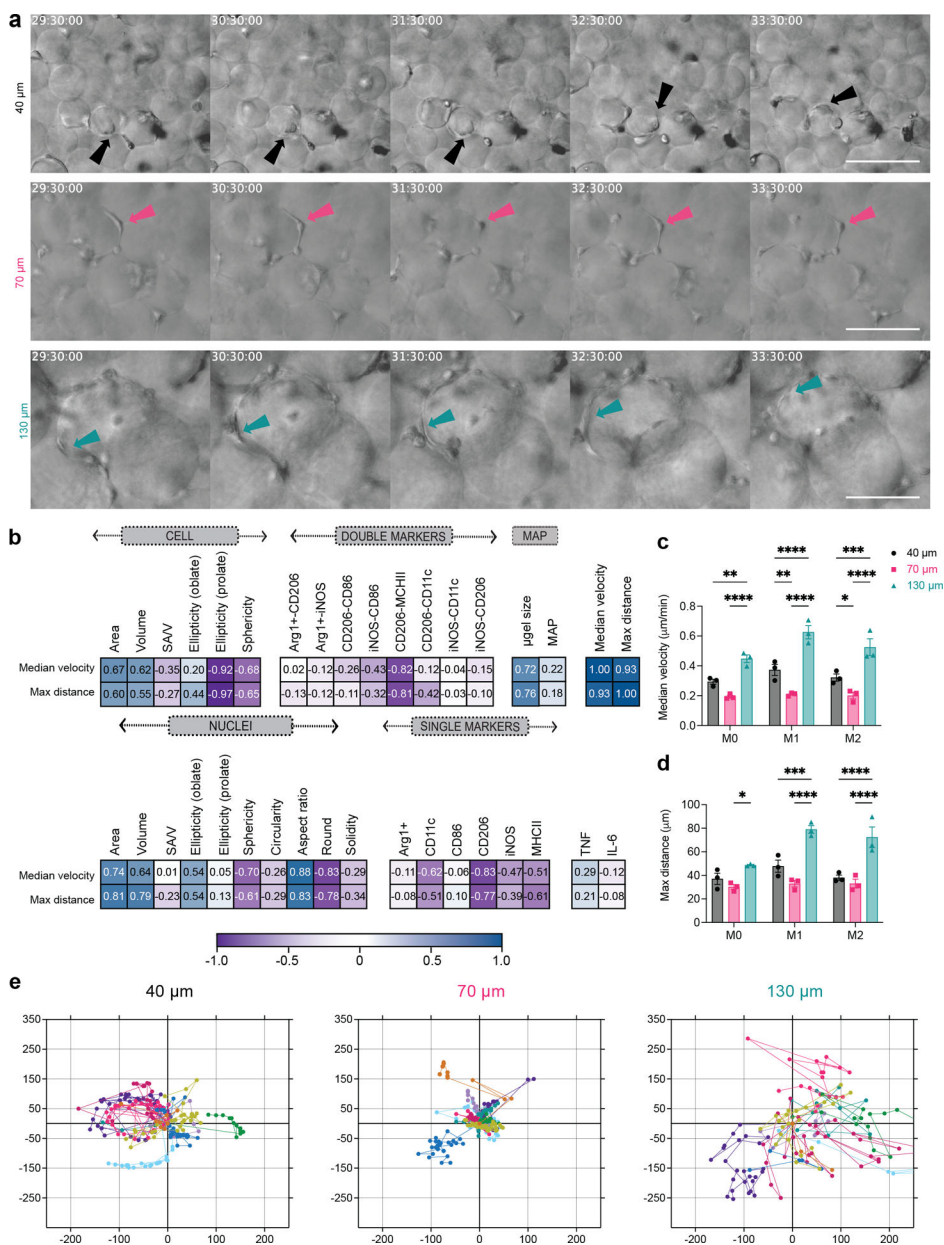 a
29:30:00 30:30:00 31:30:00 32:30:00 33:30:00
40 µm
29:30:00 30:30:00 31:30:00 32:30:00 33:30:00
70 µm
29:30:00 30:30:00 31:30:00 32:30:00 33:30:00
130 µm
b
CELL DOUBLE MARKERS MAP
Area Volume SA/V Ellipticity (oblate) Ellipticity (prolate) Sphericity Arg1+-CD206 Arg1+-iNOS CD206-CD86 iNOS-CD86 CD206-MCHII CD206-CD11c iNOS-CD11c iNOS-CD206 µgel size MAP Median velocity Max distance
Median velocity 0.67 0.62 -0.35 0.20 -0.92 -0.68 0.02 -0.12 -0.26 -0.43 -0.82 -0.12 -0.04 -0.15 0.72 0.22 1.00 0.93
Max distance 0.60 0.55 -0.27 0.44 -0.97 -0.65 -0.13 -0.12 -0.11 -0.32 -0.81 -0.42 -0.03 -0.10 0.76 0.18 0.93 1.00
NUCLEI SINGLE MARKERS
Area Volume SA/V Ellipticity (oblate) Ellipticity (prolate) Sphericity Circularity Aspect ratio Round Solidity Arg1+ CD11c CD86 CD206 iNOS MHCII TNF IL-6
Median velocity 0.74 0.64 0.01 0.54 0.05 -0.70 -0.26 0.88 -0.83 -0.29 -0.11 -0.62 -0.06 -0.83 -0.47 -0.51 0.29 -0.12
Max distance 0.81 0.79 -0.23 0.54 0.13 -0.61 -0.29 0.83 -0.78 -0.34 -0.08 -0.51 0.10 -0.77 -0.39 -0.61 0.21 -0.08
-1.0 -0.5 0 0.5 1.0
c
40 µm
70 µm
130 µm
**** ***
** ** **** * ****
**** ****
Median velocity (µm/min)
0.8
0.6
0.4
0.2
0.0
M0 M1 M2
d
*** ****
* **** ****
Max distance (µm)
100
80
60
40
20
0
M0 M1 M2
e
40 µm 70 µm 130 µm
350 350 350
250 250 250
150 150 150
50 50 50
-50 -50 -50
-150 -150 -150
-250 -250 -250
-200 -100 0 100 200 -200 -100 0 100 200 -200 -100 0 100 200